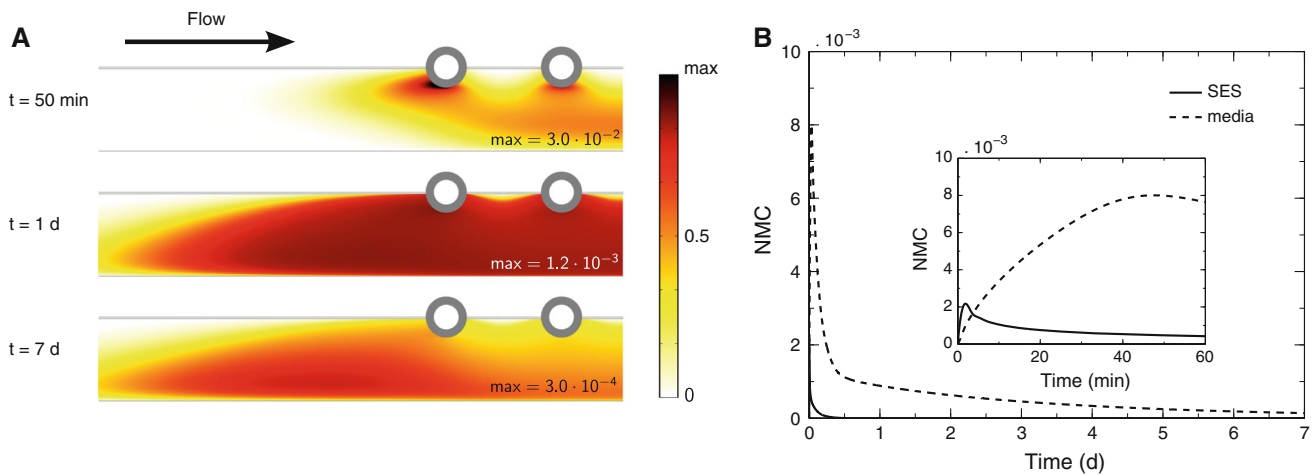 A
Flow
t = 50 min
max = 3.0 · 10⁻²
t = 1 d
max = 1.2 · 10⁻³
t = 7 d
max = 3.0 · 10⁻⁴
max
0.5
0
B
· 10⁻³
10
8
6
4
2
0
NMC
0 1 2 3 4 5 6 7
Time (d)
SES
media
· 10⁻³
10
8
6
4
2
0
NMC
0 20 40 60
Time (min)